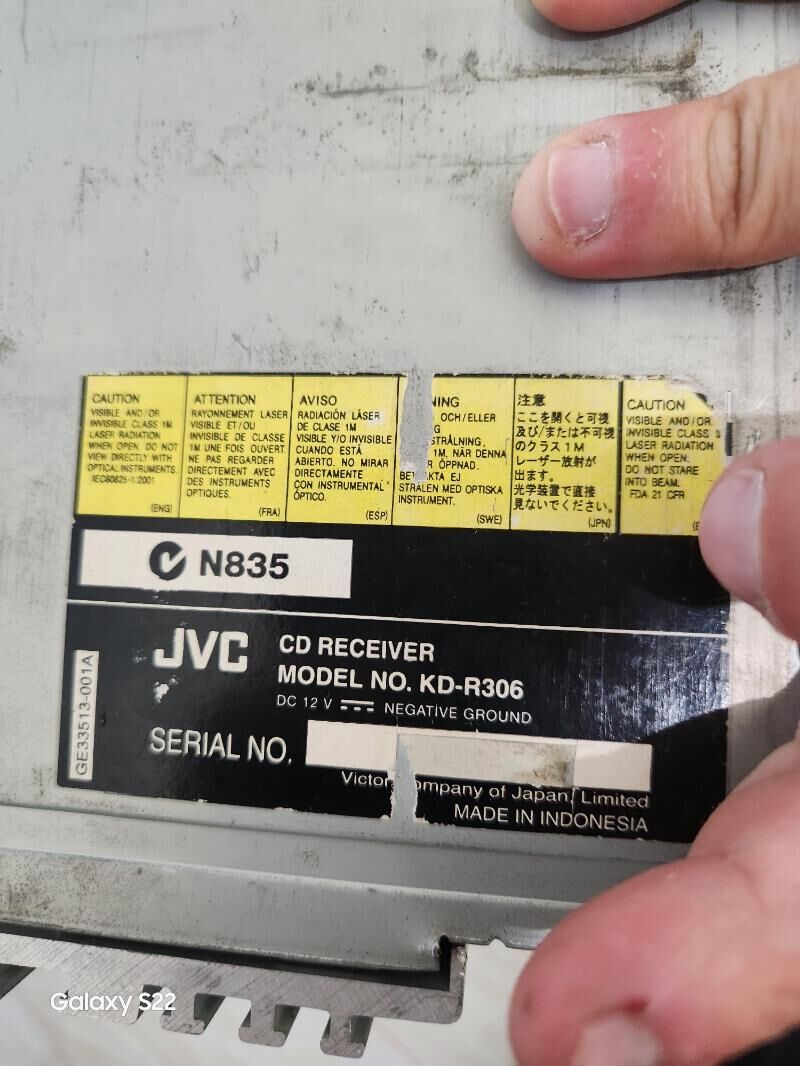 CAUTION
VISIBLE AND/OR
INVISIBLE CLASS 1M
LASER RADIATION
WHEN OPEN. DO NOT
VIEW DIRECTLY WITH
OPTICAL INSTRUMENTS.
IEC60825-1:2001
(ENG)
ATTENTION
RAYONNEMENT LASER
VISIBLE ET/OU
INVISIBLE DE CLASSE
1M UNE FOIS OUVERT.
NE PAS REGARDER
DIRECTEMENT AVEC
DES INSTRUMENTS
OPTIQUES.
(FRA)
AVISO
RADIACIÓN LÁSER
DE CLASE 1M
VISIBLE Y/O INVISIBLE
CUANDO ESTÁ
ABIERTO. NO MIRAR
DIRECTAMENTE
CON INSTRUMENTAL
ÓPTICO.
(ESP)
NING
OCH/ELLER
G
STRÅLNING,
1M, NÄR DENNA
R ÖPPNAD.
BE AKTA EJ
STRÅLEN MED OPTISKA
INSTRUMENT.
(SWE)
注意
ここを開くと可視
及び/または不可視
のクラス1M
レーザー放射が
出ます。
光学装置で直接
見ないでください。
(JPN)
CAUTION
VISIBLE AND/OR
INVISIBLE CLASS
LASER RADIATION
WHEN OPEN.
DO NOT STARE
INTO BEAM.
FDA 21 CFR
N835
JVC
CD RECEIVER
MODEL NO. KD-R306
DC 12 V NEGATIVE GROUND
GE33513-001A
SERIAL NO.
Victor ompany of Japan, Limited
MADE IN INDONESIA
Galaxy S22